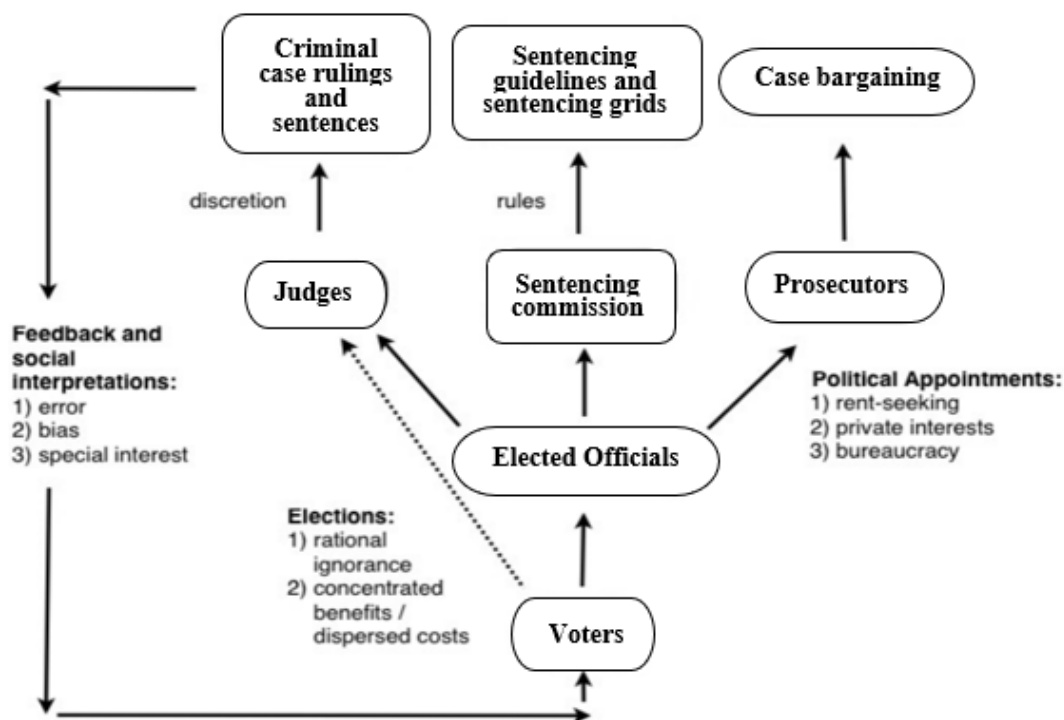 Criminal
case rulings
and
sentences
Sentencing
guidelines and
sentencing grids
Case bargaining
discretion
rules
Judges
Sentencing
commission
Prosecutors
Feedback and
social
interpretations:
1) error
2) bias
3) special interest
Political Appointments:
1) rent-seeking
2) private interests
3) bureaucracy
Elected Officials
Elections:
1) rational
ignorance
2) concentrated
benefits /
dispersed costs
Voters